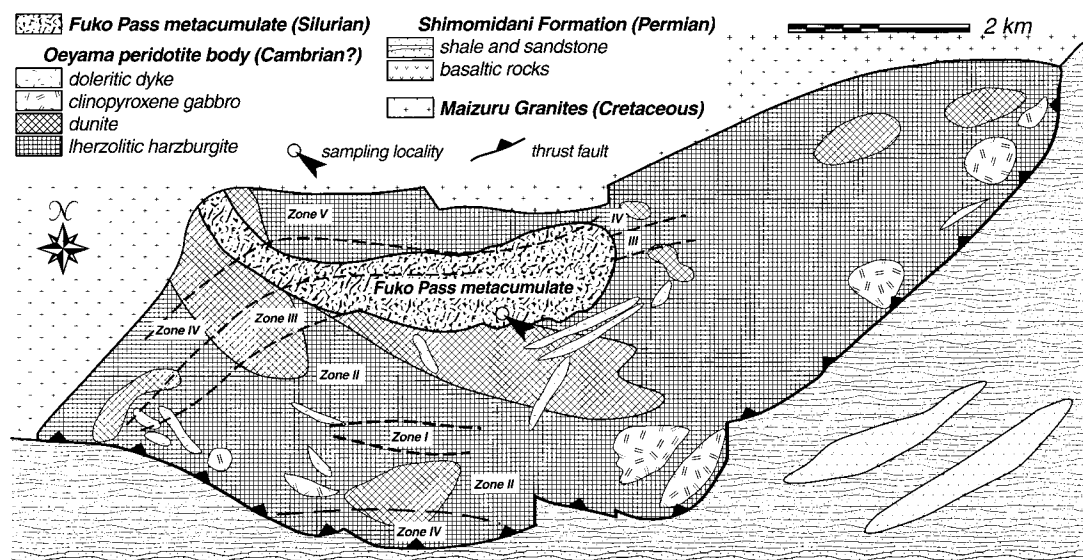 Fuko Pass metacumulate (Silurian)
Oeyama peridotite body (Cambrian?)
doleritic dyke
clinopyroxene gabbro
dunite
lherzolitic harzburgite
Shimomidani Formation (Permian)
shale and sandstone
basaltic rocks
Maizuru Granites (Cretaceous)
sampling locality
thrust fault
2 km
N
Zone V
IV
III
Fuko Pass metacumulate
Zone IV
Zone III
Zone II
Zone I
Zone II
Zone IV